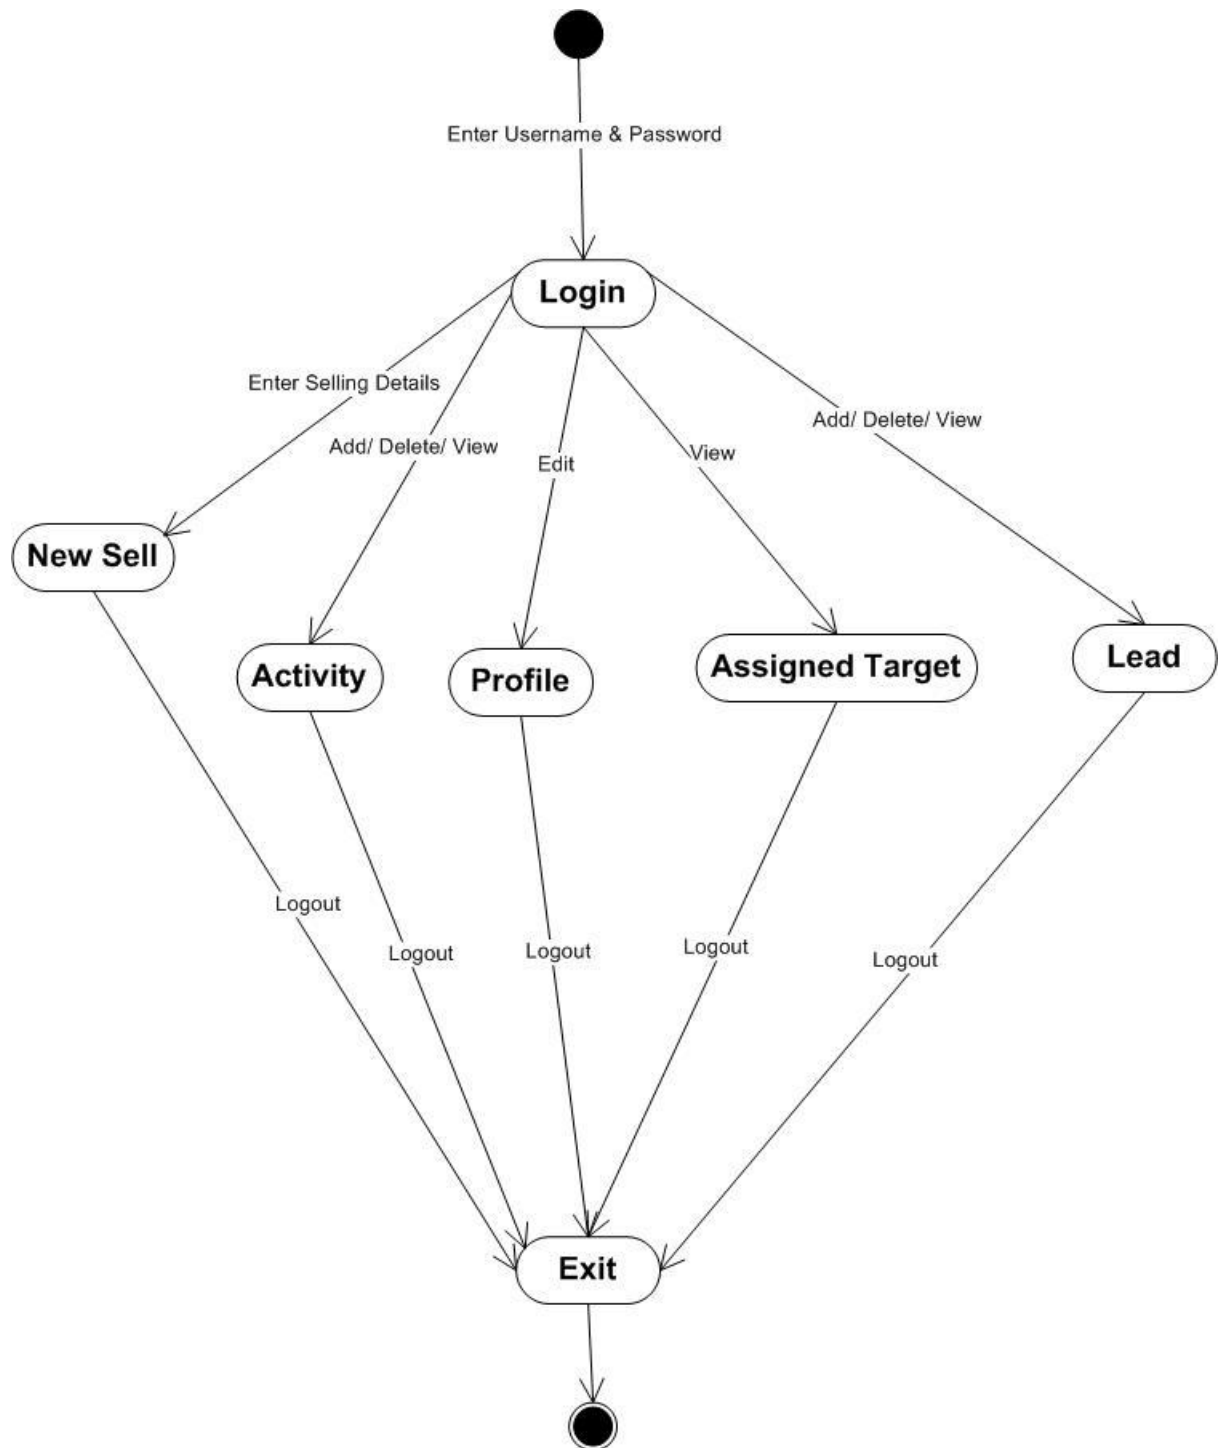 Enter Username & Password
Login
Enter Selling Details
Add/ Delete/ View
Edit
View
Add/ Delete/ View
New Sell
Activity
Profile
Assigned Target
Lead
Logout
Logout
Logout
Logout
Logout
Exit